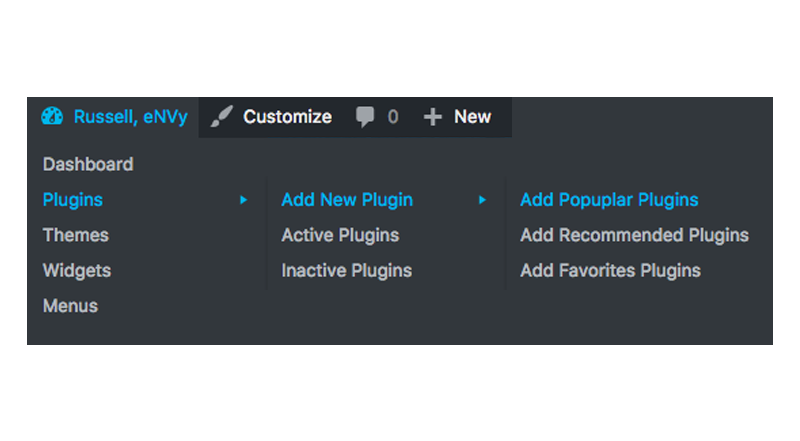 Russell, eNVy Customize 0 New
Dashboard
Plugins Add New Plugin Add Popuplar Plugins
Themes Active Plugins Add Recommended Plugins
Widgets Inactive Plugins Add Favorites Plugins
Menus